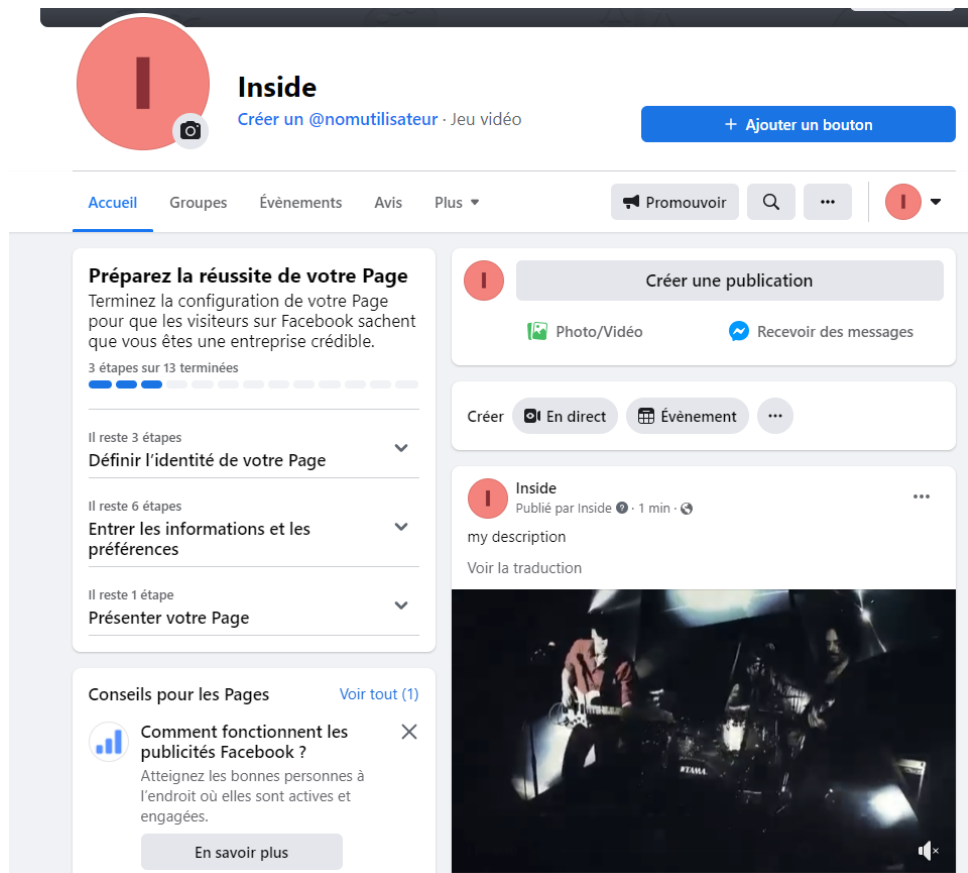 I
Inside
Créer un @nomutilisateur · Jeu vidéo
+ Ajouter un bouton
Accueil
Groupes
Évènements
Avis
Plus
Promouvoir
I
Préparez la réussite de votre Page
Terminez la configuration de votre Page
pour que les visiteurs sur Facebook sachent
que vous êtes une entreprise crédible.
3 étapes sur 13 terminées
Il reste 3 étapes
Définir l’identité de votre Page
Il reste 6 étapes
Entrer les informations et les
préférences
Il reste 1 étape
Présenter votre Page
Conseils pour les Pages
Voir tout (1)
Comment fonctionnent les
publicités Facebook ?
Atteignez les bonnes personnes à
l’endroit où elles sont actives et
engagées.
En savoir plus
I
Créer une publication
Photo/Vidéo
Recevoir des messages
Créer
En direct
Évènement
I
Inside
Publié par Inside · 1 min ·
my description
Voir la traduction
TAMA